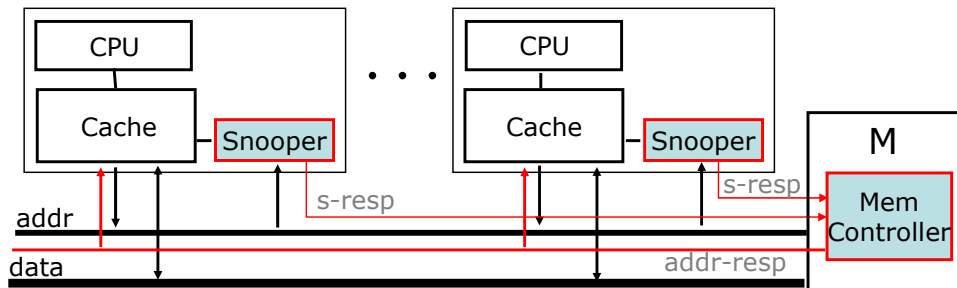 CPU
Cache
Snooper
. . .
CPU
Cache
Snooper
M
s-resp
s-resp
Mem
Controller
addr
addr-resp
data